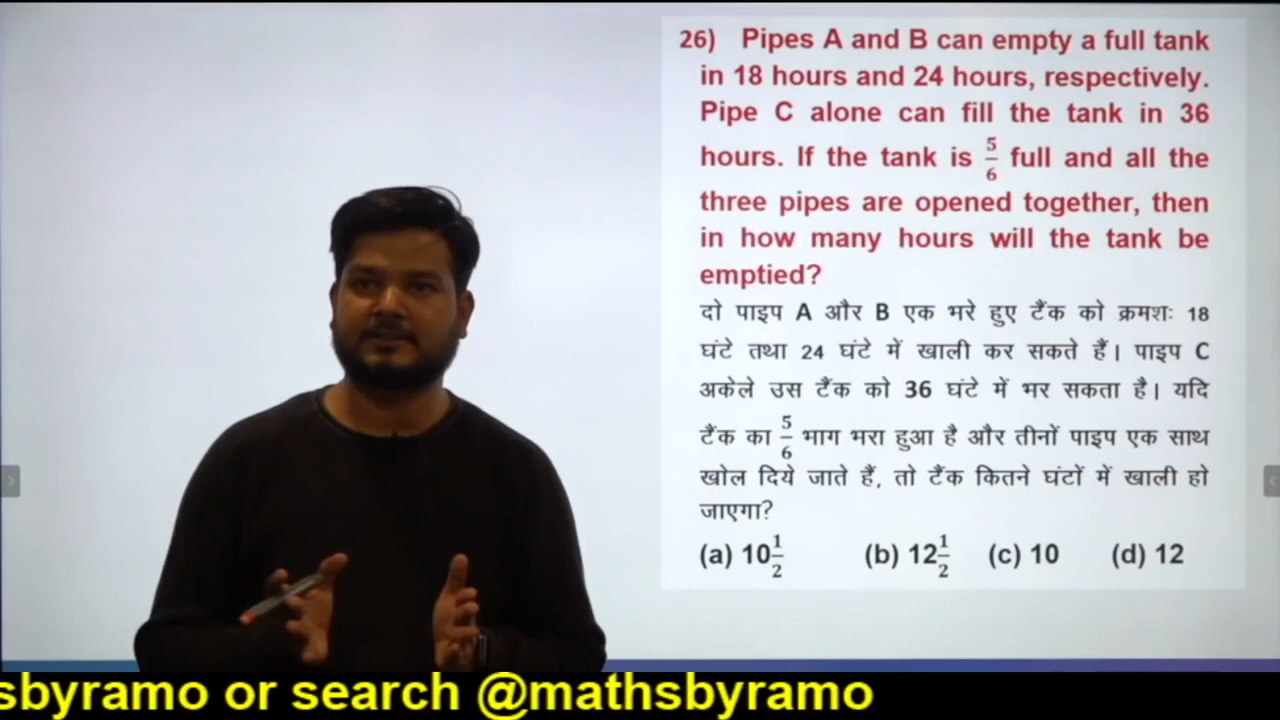 26) Pipes A and B can empty a full tank
in 18 hours and 24 hours, respectively.
Pipe C alone can fill the tank in 36
hours. If the tank is 5/6 full and all the
three pipes are opened together, then
in how many hours will the tank be
emptied?
दो पाइप A और B एक भरे हुए टैंक को क्रमशः 18
घंटे तथा 24 घंटे में खाली कर सकते हैं। पाइप C
अकेले उस टैंक को 36 घंटे में भर सकता है। यदि
टैंक का 5/6 भाग भरा हुआ है और तीनों पाइप एक साथ
खोल दिये जाते हैं, तो टैंक कितने घंटों में खाली हो
जाएगा?
(a) 10 1/2 (b) 12 1/2 (c) 10 (d) 12
sbyramo or search @mathsbyramo